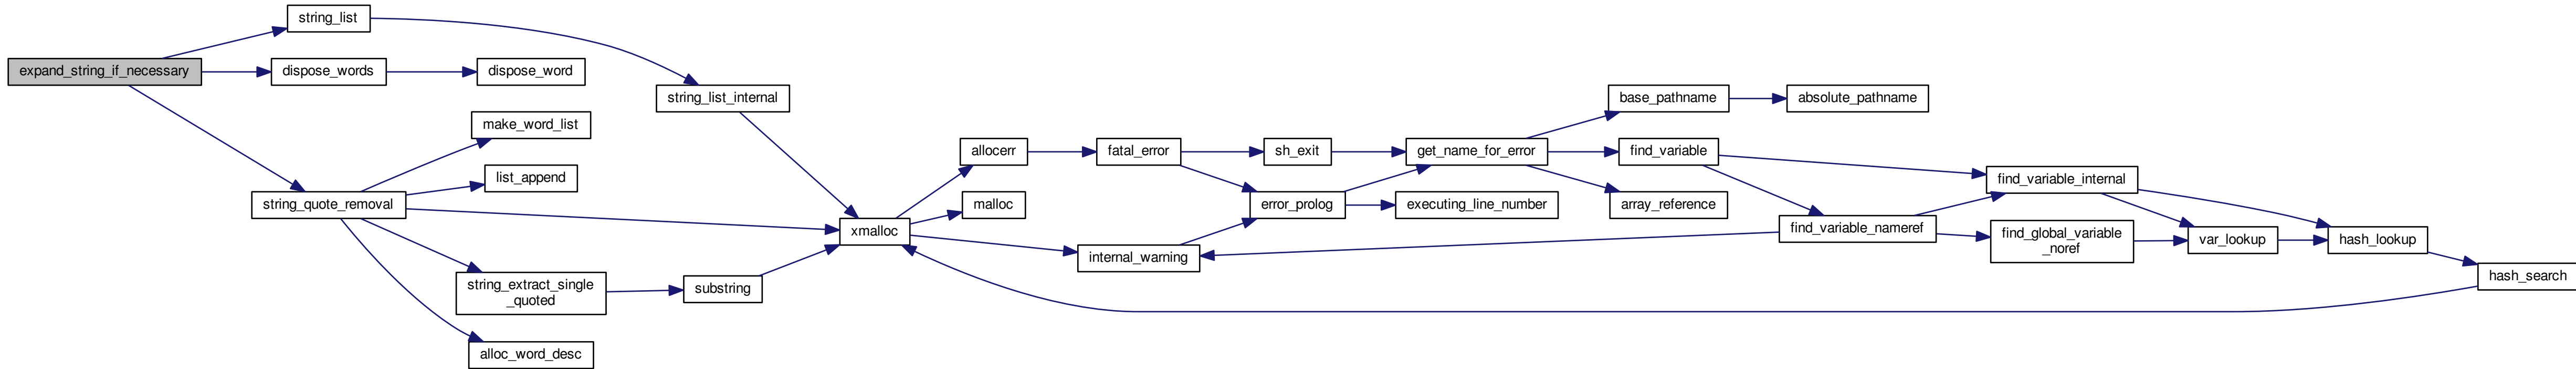 string_list
expand_string_if_necessary
dispose_words
dispose_word
string_list_internal
base_pathname
absolute_pathname
make_word_list
allocerr
fatal_error
sh_exit
get_name_for_error
find_variable
list_append
find_variable_internal
string_quote_removal
malloc
error_prolog
executing_line_number
array_reference
xmalloc
find_variable_nameref
find_global_variable
_noref
var_lookup
hash_lookup
internal_warning
hash_search
string_extract_single
_quoted
substring
alloc_word_desc